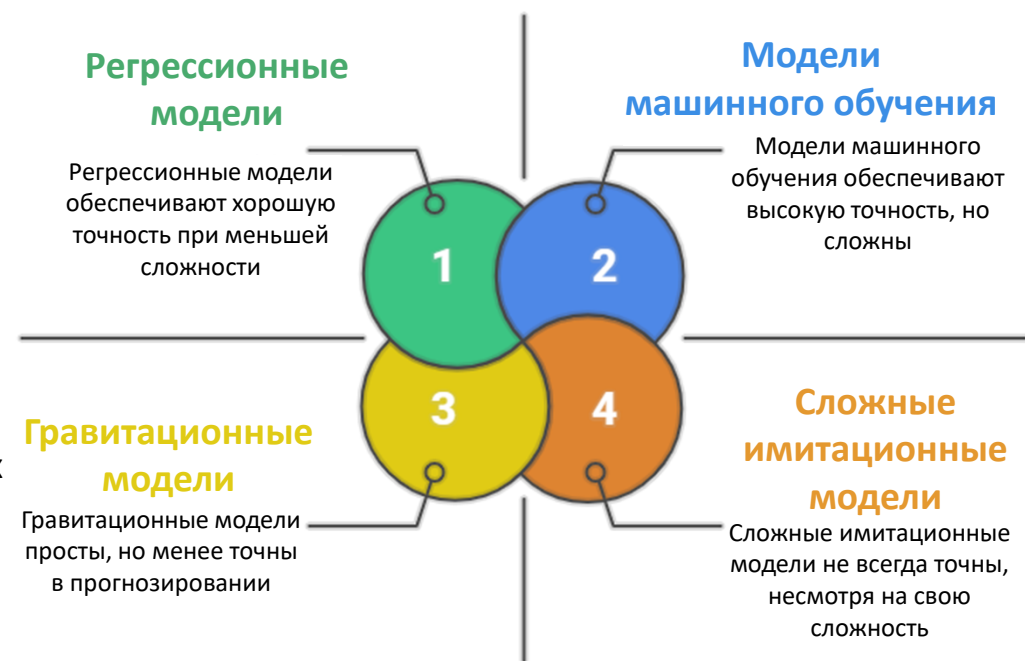 Регрессионные
модели
Регрессионные модели
обеспечивают хорошую
точность при меньшей
сложности
Модели
машинного обучения
Модели машинного
обучения обеспечивают
высокую точность, но
сложны
1
2
3
4
Гравитационные
модели
Гравитационные модели
просты, но менее точны
в прогнозировании
Сложные
имитационные
модели
Сложные имитационные
модели не всегда точны,
несмотря на свою
сложность